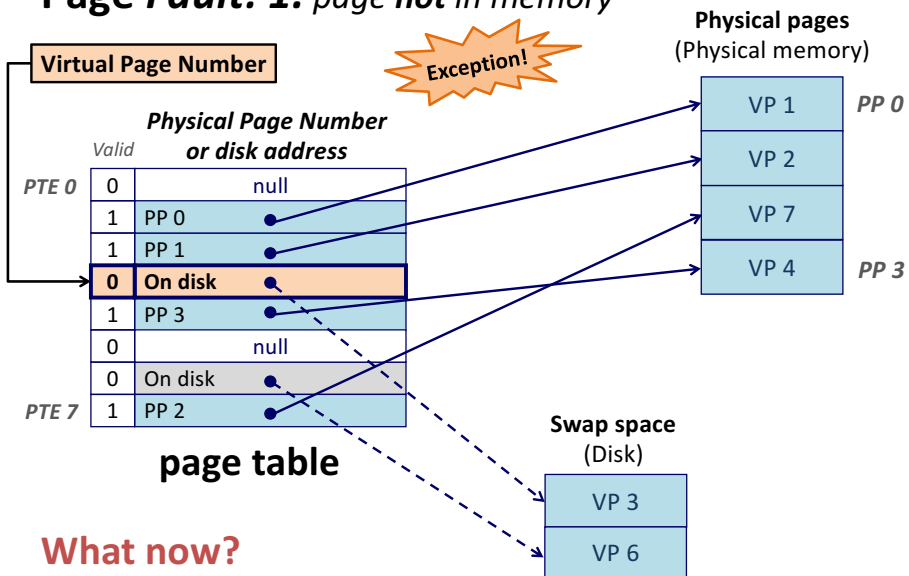 Page Fault: 1. page not in memory
Physical pages
(Physical memory)
Virtual Page Number
Exception!
Physical Page Number
or disk address
Valid
PTE 0 0 null
1 PP 0
1 PP 1
0 On disk
1 PP 3
0 null
0 On disk
PTE 7 1 PP 2
page table
VP 1 PP 0
VP 2
VP 7
VP 4 PP 3
Swap space
(Disk)
VP 3
VP 6
What now?